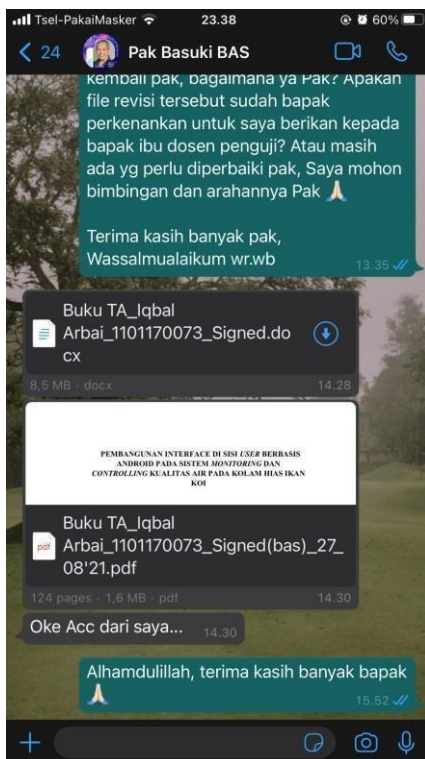 Tsel-PakaiMasker 23.38 60%
24 Pak Basuki BAS
kembali pak, bagaimana ya Pak? Apakah
file revisi tersebut sudah bapak
perkenankan untuk saya berikan kepada
bapak ibu dosen penguji? Atau masih
ada yg perlu diperbaiki pak, Saya mohon
bimbingan dan arahannya Pak 🙏🏻
Terima kasih banyak pak,
Wassalmualaikum wr.wb
13.35
Buku TA_Iqbal
Arbai_1101170073_Signed.do
cx
8,5 MB · docx 14.28
PEMBANGUNAN INTERFACE DI SISI USER BERBASIS
ANDROID PADA SISTEM MONITORING DAN
CONTROLLING KUALITAS AIR PADA KOLAM HIAS IKAN
KOI
pdf
Buku TA_Iqbal
Arbai_1101170073_Signed(bas)_27_
08'21.pdf
124 pages · 1,6 MB · pdf 14.30
Oke Acc dari saya... 14.30
Alhamdulillah, terima kasih banyak bapak
🙏🏻
15.52